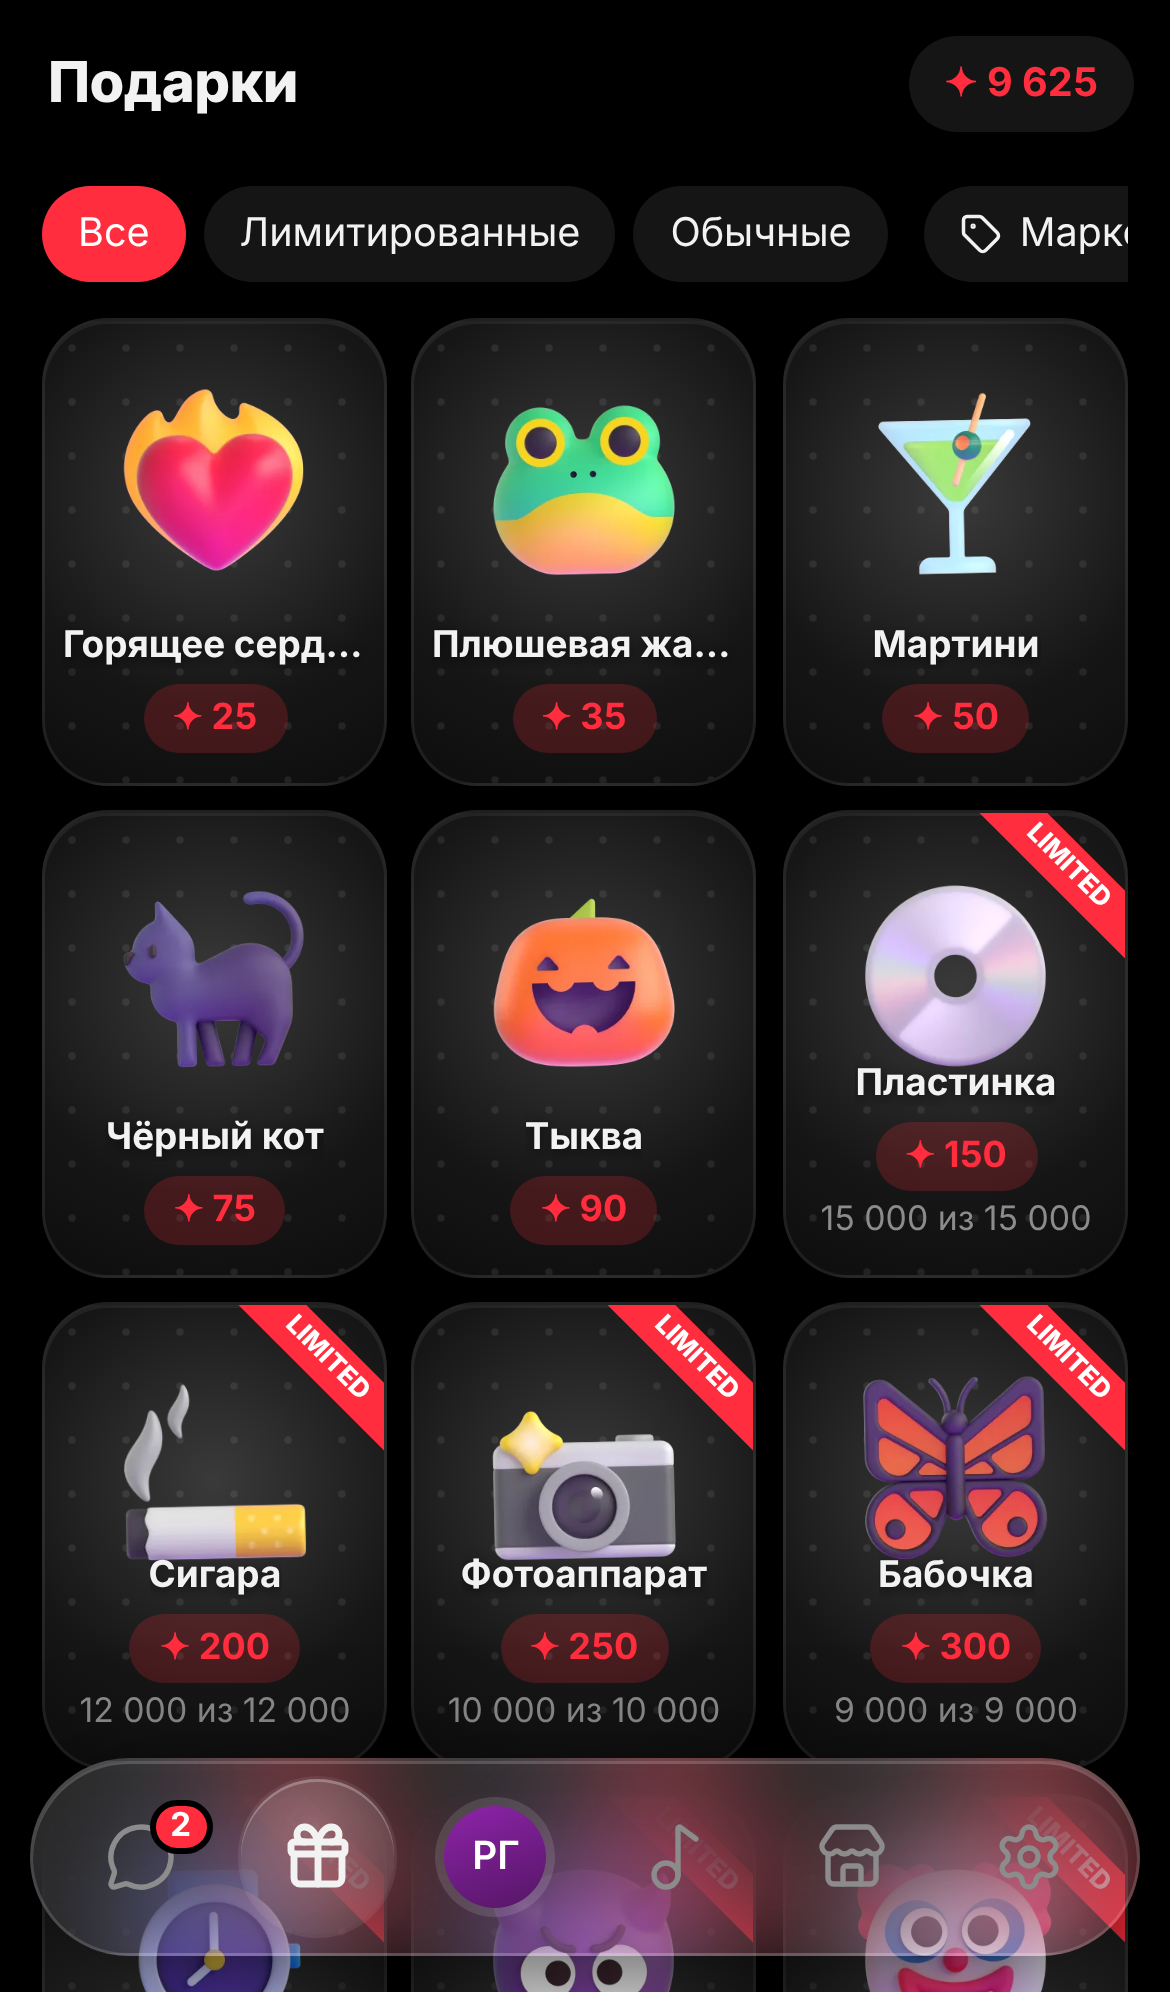 Подарки
✦ 9 625
Все
Лимитированные
Обычные
Горящее серд...
Плюшевая жа...
Мартини
✦ 25
✦ 35
✦ 50
LIMITED
Чёрный кот
Тыква
Пластинка
✦ 75
✦ 90
✦ 150
15 000 из 15 000
LIMITED
LIMITED
LIMITED
Сигара
Фотоаппарат
Бабочка
✦ 200
✦ 250
✦ 300
12 000 из 12 000
10 000 из 10 000
9 000 из 9 000
2
РГ